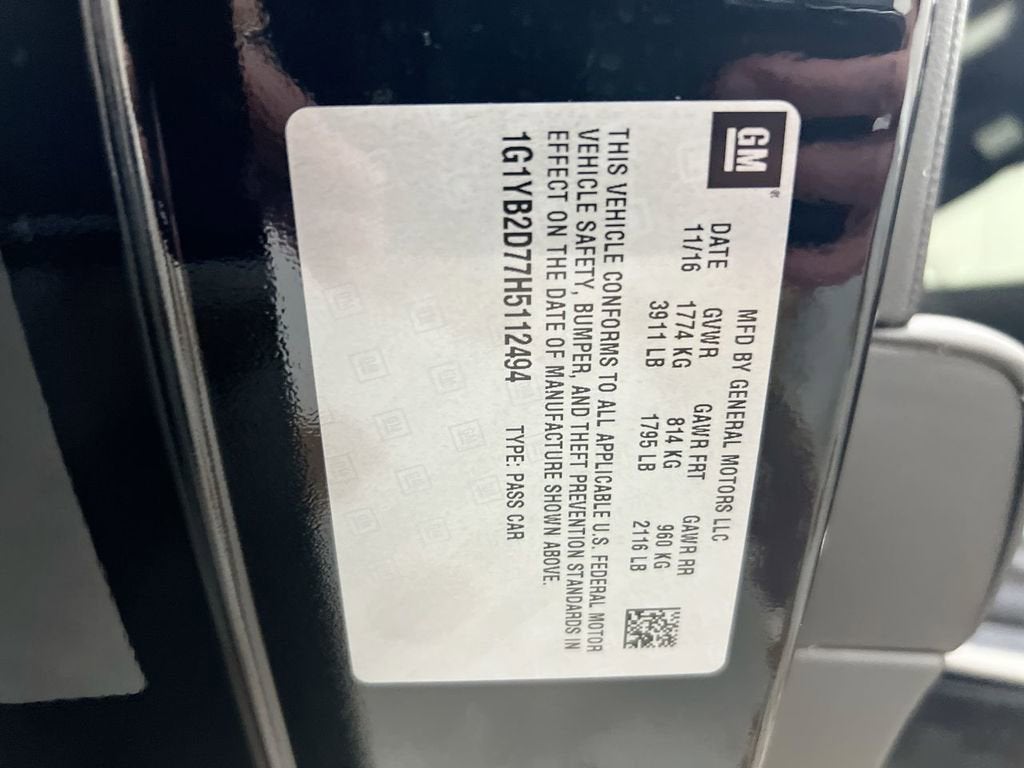 GM®
MFD BY GENERAL MOTORS LLC
DATE GVWR GAWR FRT GAWR RR
11/16 1774 KG 814 KG 960 KG
3911 LB 1795 LB 2116 LB
THIS VEHICLE CONFORMS TO ALL APPLICABLE U.S. FEDERAL MOTOR
VEHICLE SAFETY, BUMPER, AND THEFT PREVENTION STANDARDS IN
EFFECT ON THE DATE OF MANUFACTURE SHOWN ABOVE.
1G1YB2D77H5112494 TYPE: PASS CAR